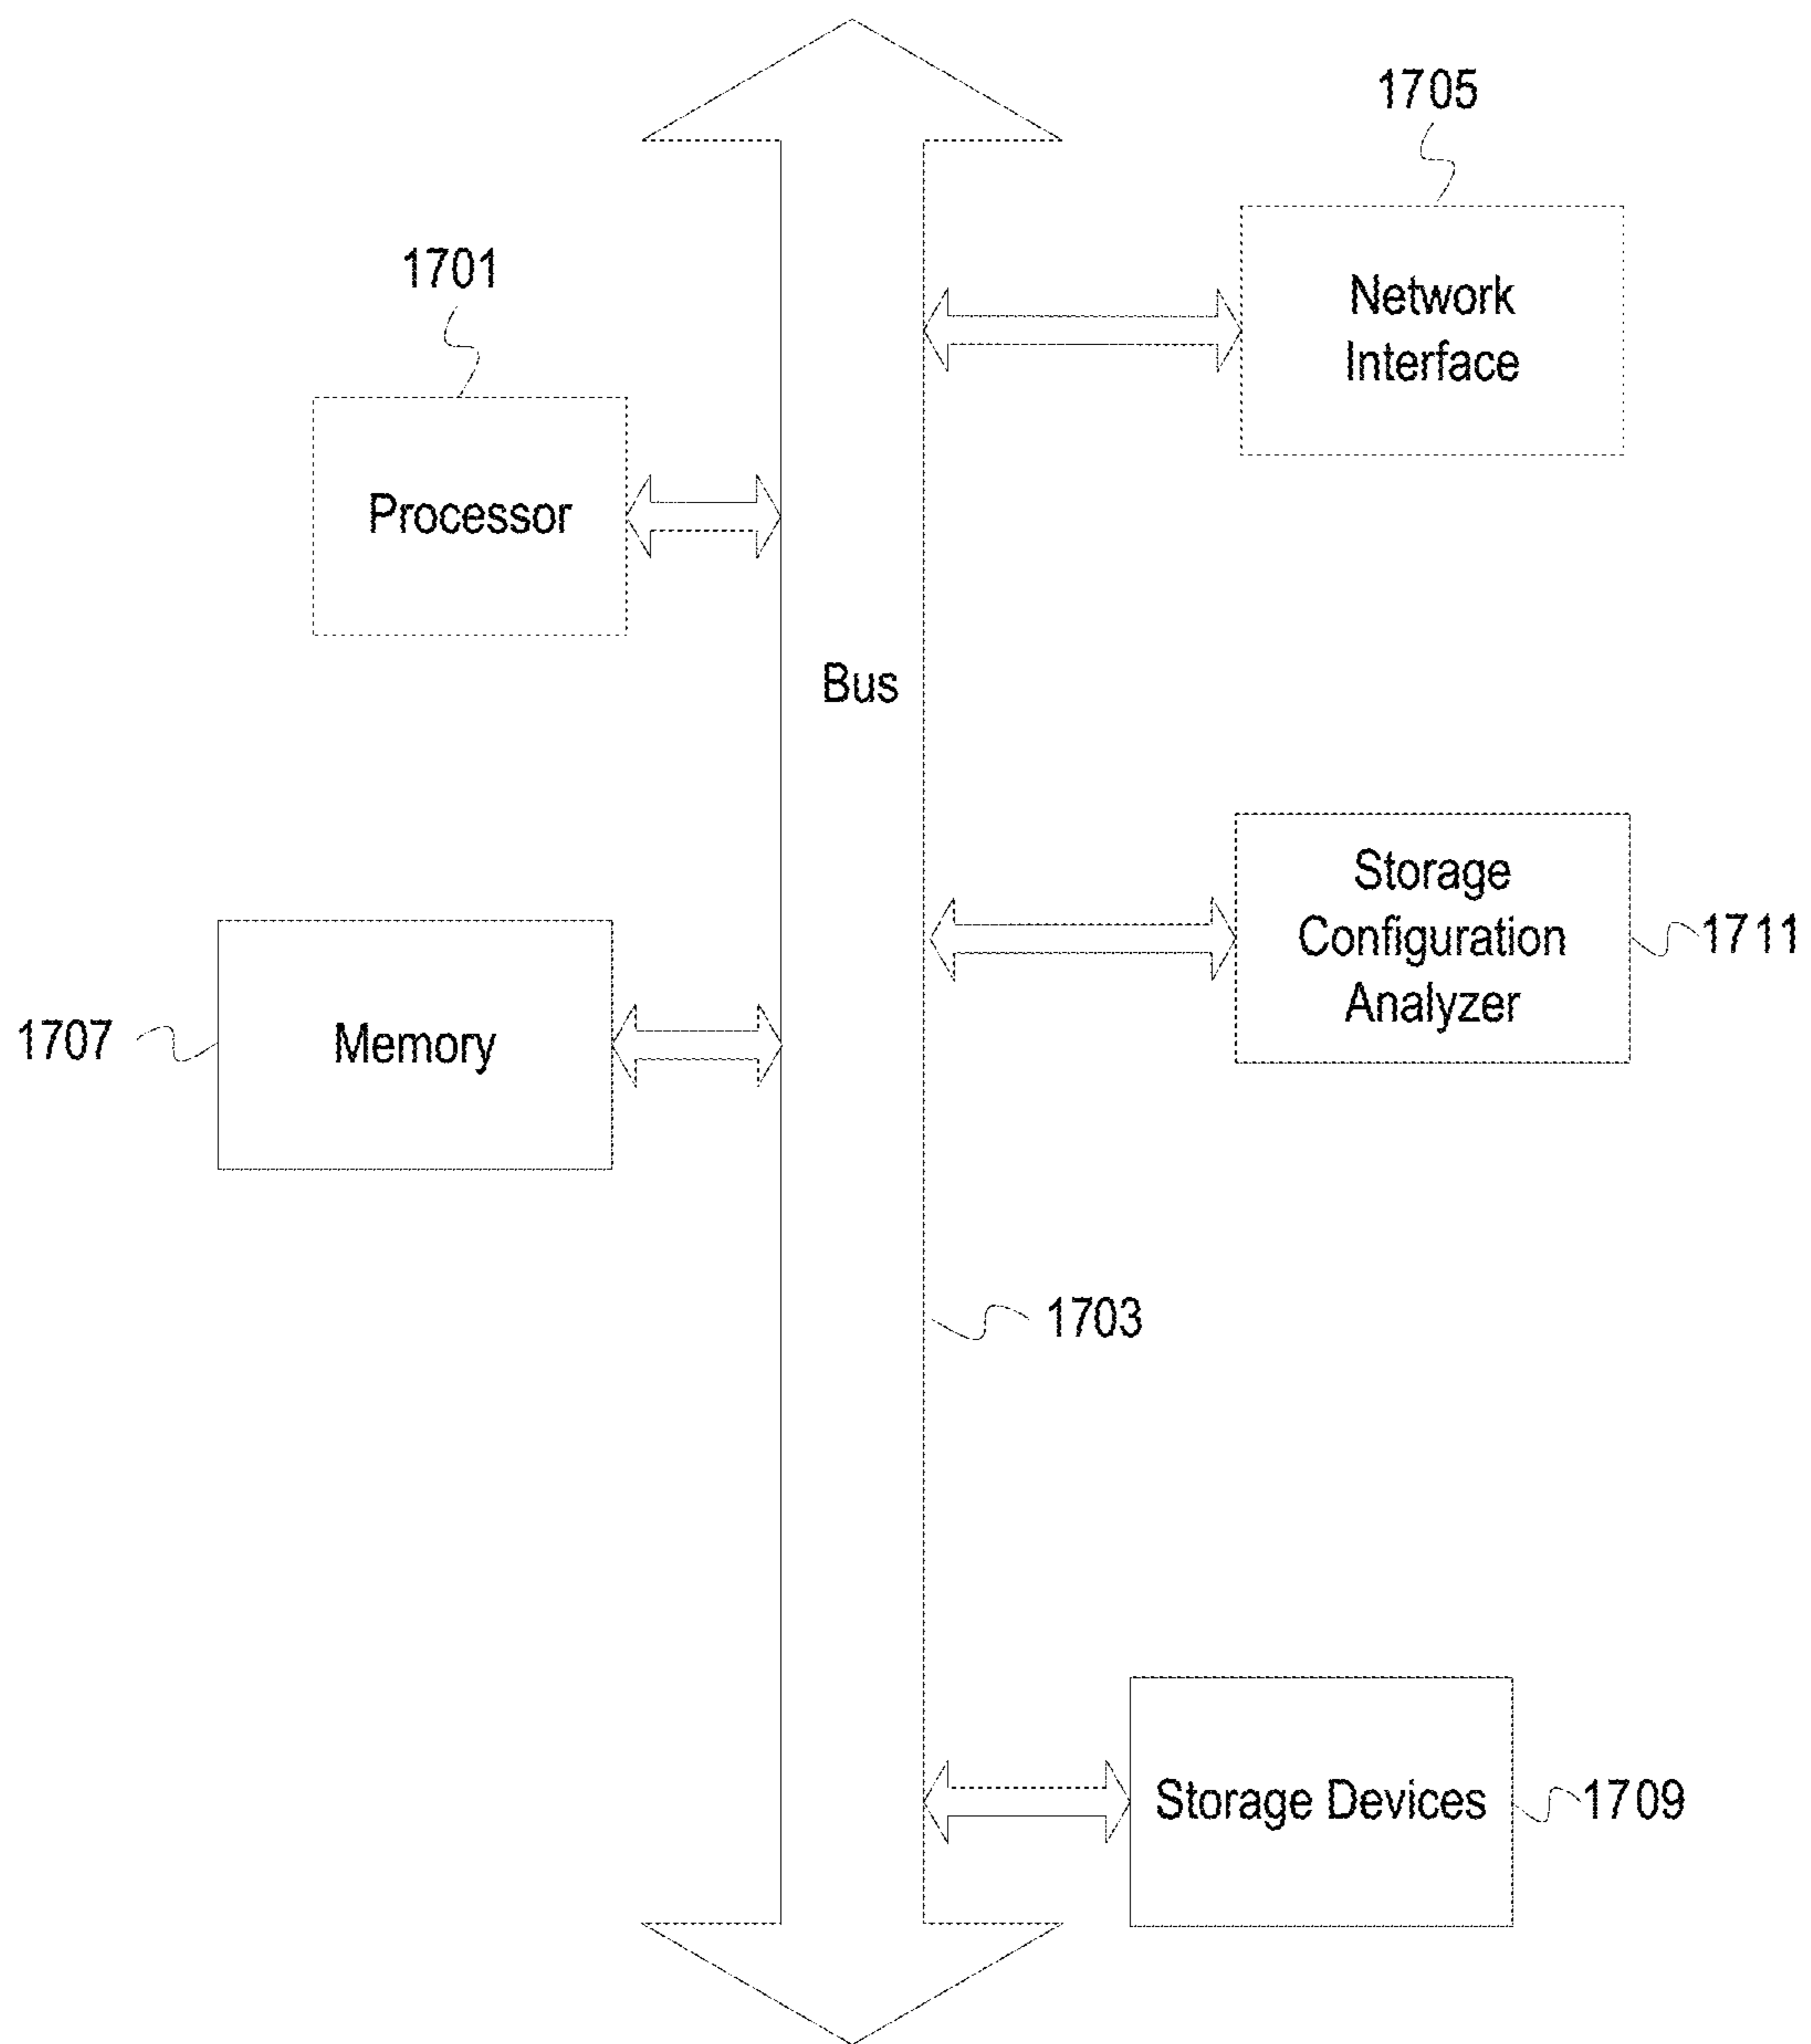 1705
Network
Interface
1701
Processor
Bus
Storage
Configuration
Analyzer
1711
1707
Memory
1703
Storage Devices
1709